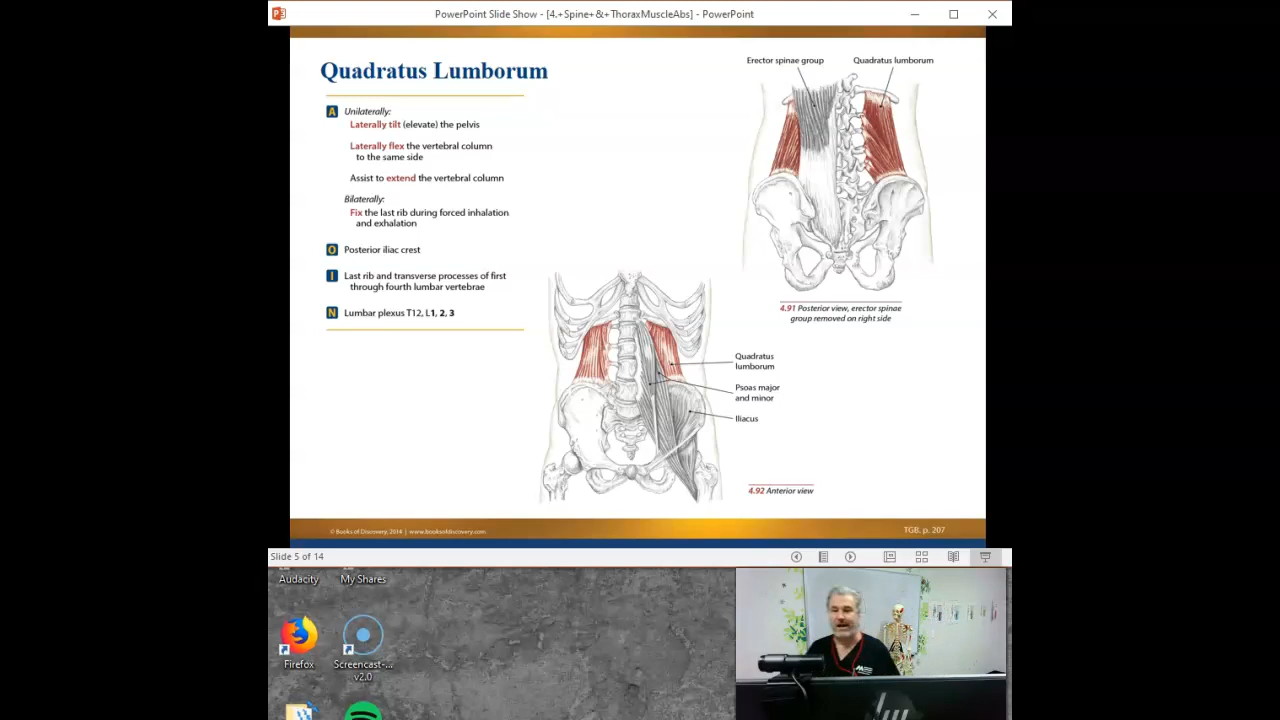 PowerPoint Slide Show - [4.+Spine+&+ThoraxMuscleAbs] - PowerPoint
Quadratus Lumborum
A Unilaterally:
Laterally tilt (elevate) the pelvis
Laterally flex the vertebral column
to the same side
Assist to extend the vertebral column
Bilaterally:
Fix the last rib during forced inhalation
and exhalation
O Posterior iliac crest
I Last rib and transverse processes of first
through fourth lumbar vertebrae
N Lumbar plexus T12, L1, 2, 3
Erector spinae group
Quadratus lumborum
4.91 Posterior view, erector spinae
group removed on right side
Quadratus
lumborum
Psoas major
and minor
Iliacus
4.92 Anterior view
© Books of Discovery, 2014 | www.booksofdiscovery.com
TGB, p. 207
Slide 5 of 14
Audacity
My Shares
Firefox
Screencast-...
v2.0
hp